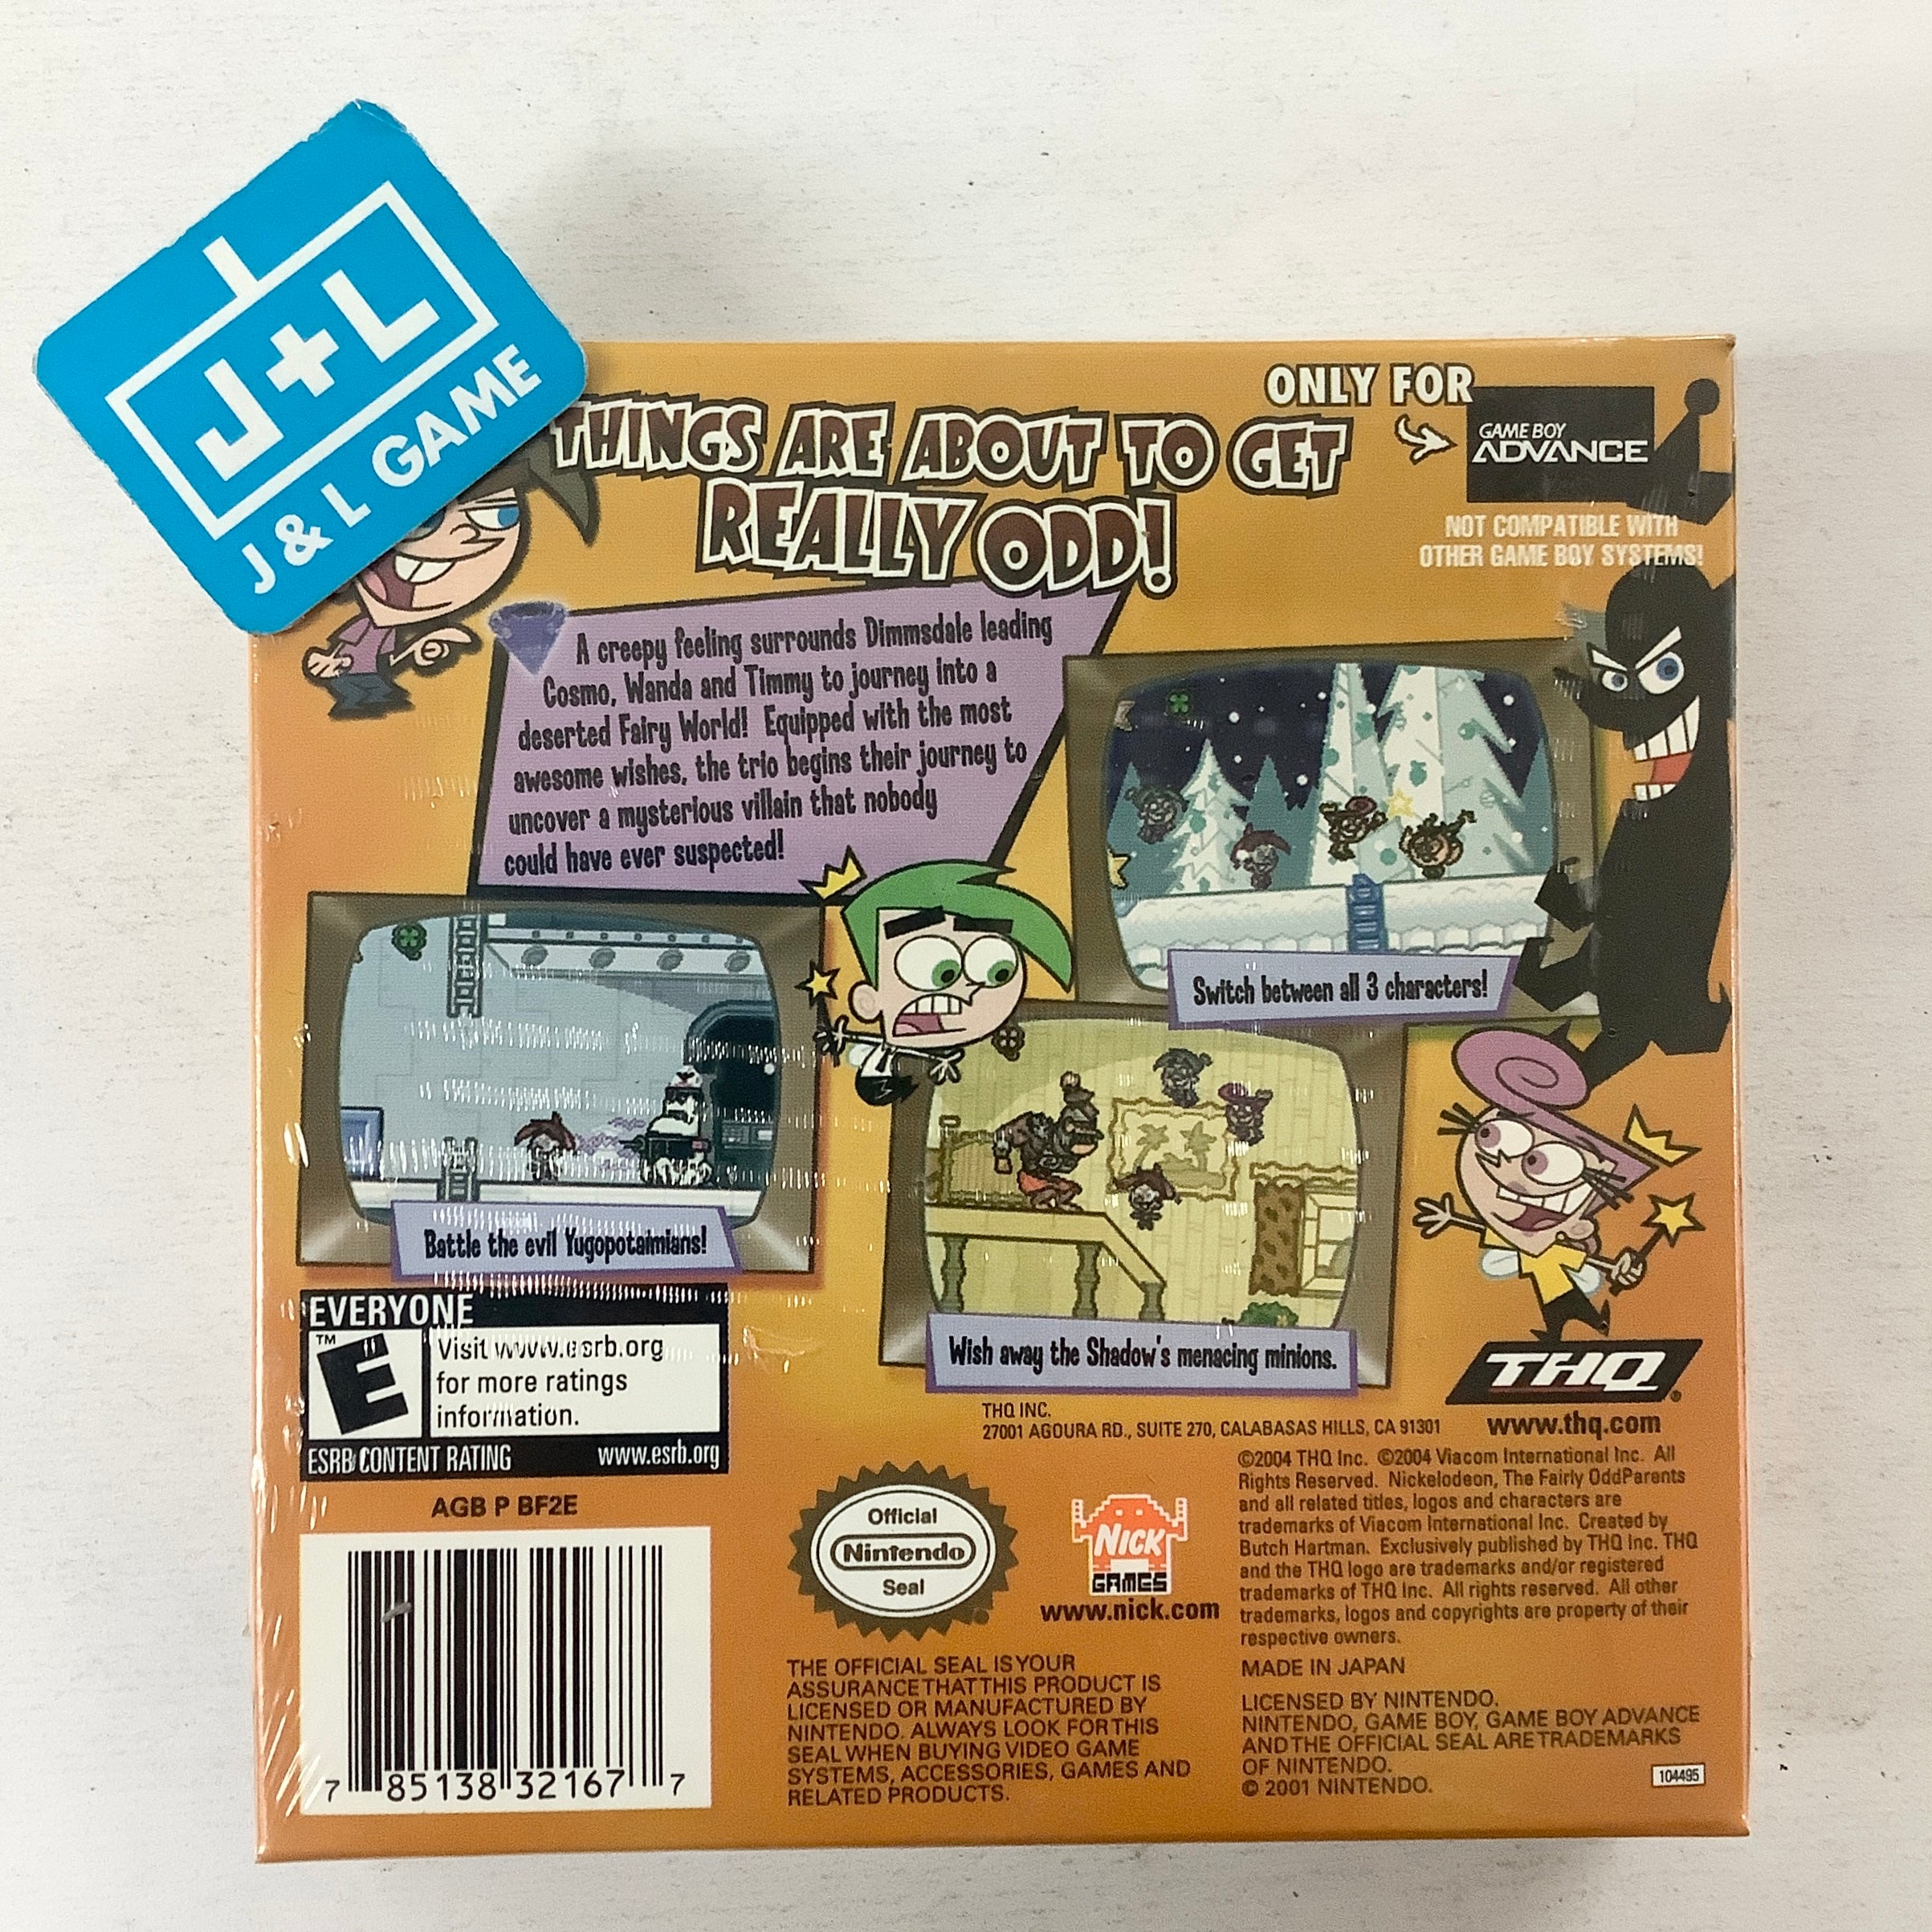 J+L
J & L GAME
THINGS ARE ABOUT TO GET
REALLY ODD!
ONLY FOR
GAME BOY
ADVANCE
NOT COMPATIBLE WITH
OTHER GAME BOY SYSTEMS!
A creepy feeling surrounds Dimmsdale leading
Cosmo, Wanda and Timmy to journey into a
deserted Fairy World! Equipped with the most
awesome wishes, the trio begins their journey to
uncover a mysterious villain that nobody
could have ever suspected!
Switch between all 3 characters!
Battle the evil Yugopotaimians!
Wish away the Shadow's menacing minions.
EVERYONE
TM
E
Visit www.esrb.org
for more ratings
information.
ESRB CONTENT RATING www.esrb.org
AGB P BF2E
7 85138 32167 7
THQ
www.thq.com
THQ INC.
27001 AGOURA RD., SUITE 270, CALABASAS HILLS, CA 91301
Official
Nintendo
Seal
NICK
GAMES
www.nick.com
THE OFFICIAL SEAL IS YOUR
ASSURANCE THAT THIS PRODUCT IS
LICENSED OR MANUFACTURED BY
NINTENDO. ALWAYS LOOK FOR THIS
SEAL WHEN BUYING VIDEO GAME
SYSTEMS, ACCESSORIES, GAMES AND
RELATED PRODUCTS.
©2004 THQ Inc. ©2004 Viacom International Inc. All
Rights Reserved. Nickelodeon, The Fairly OddParents
and all related titles, logos and characters are
trademarks of Viacom International Inc. Created by
Butch Hartman. Exclusively published by THQ Inc. THQ
and the THQ logo are trademarks and/or registered
trademarks of THQ Inc. All rights reserved. All other
trademarks, logos and copyrights are property of their
respective owners.
MADE IN JAPAN
LICENSED BY NINTENDO.
NINTENDO, GAME BOY, GAME BOY ADVANCE
AND THE OFFICIAL SEAL ARE TRADEMARKS
OF NINTENDO.
© 2001 NINTENDO.
104495